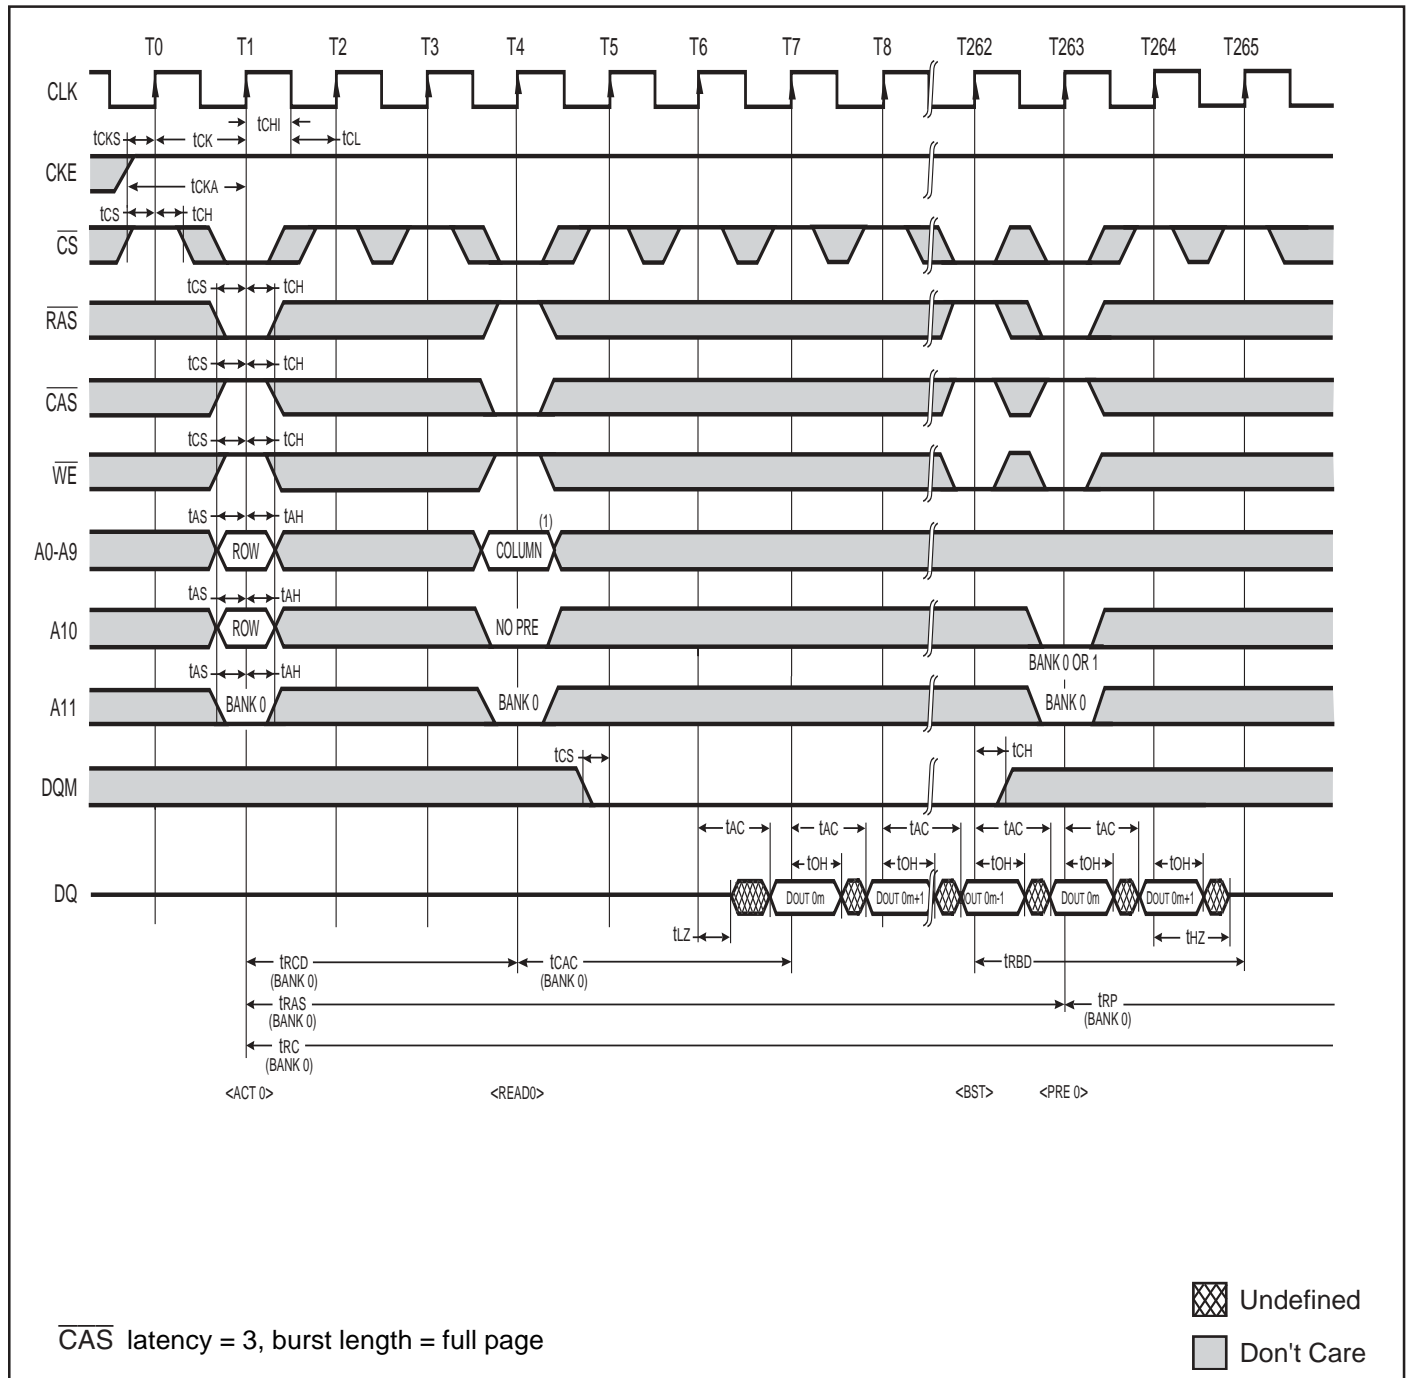 T0 T1 T2 T3 T4 T5 T6 T7 T8 T262 T263 T264 T265
CLK
tCHI
tCKS tCK tCL
CKE
tCKA
tCS tCH
CS
tCS tCH
RAS
tCS tCH
CAS
tCS tCH
WE
tAS tAH (1)
A0-A9 ROW COLUMN
tAS tAH
A10 ROW NO PRE
BANK 0 OR 1
tAS tAH
A11 BANK 0 BANK 0 BANK 0
tCS tCH
DQM
tAC tAC tAC tAC tAC
tOH tOH tOH tOH tOH
DQ DOUT 0m DOUT 0m+1 OUT 0m-1 DOUT 0m DOUT 0m+1
tLZ tHZ
tRCD tCAC tRBD
(BANK 0) (BANK 0)
tRAS tRP
(BANK 0) (BANK 0)
tRC
(BANK 0)
<ACT 0> <READ0> <BST> <PRE 0>
Undefined
CAS latency = 3, burst length = full page
Don't Care